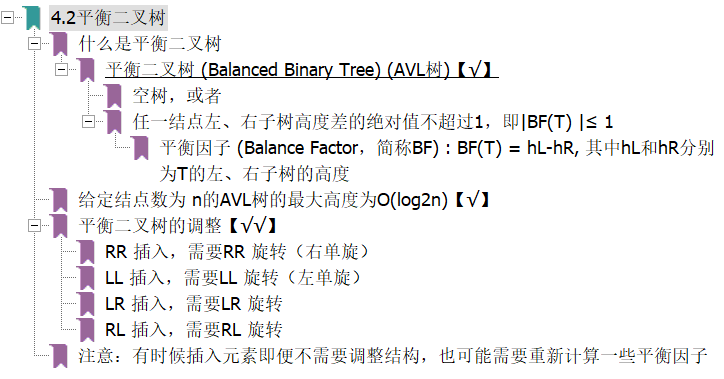 4.2平衡二叉树
什么是平衡二叉树
平衡二叉树 (Balanced Binary Tree) (AVL树)【√】
空树，或者
任一结点左、右子树高度差的绝对值不超过1，即|BF(T) |≤ 1
平衡因子 (Balance Factor，简称BF) : BF(T) = hL-hR, 其中hL和hR分别
为T的左、右子树的高度
给定结点数为 n的AVL树的最大高度为O(log2n)【√】
平衡二叉树的调整【√√】
RR 插入，需要RR 旋转（右单旋）
LL 插入，需要LL 旋转（左单旋）
LR 插入，需要LR 旋转
RL 插入，需要RL 旋转
注意：有时候插入元素即便不需要调整结构，也可能需要重新计算一些平衡因子